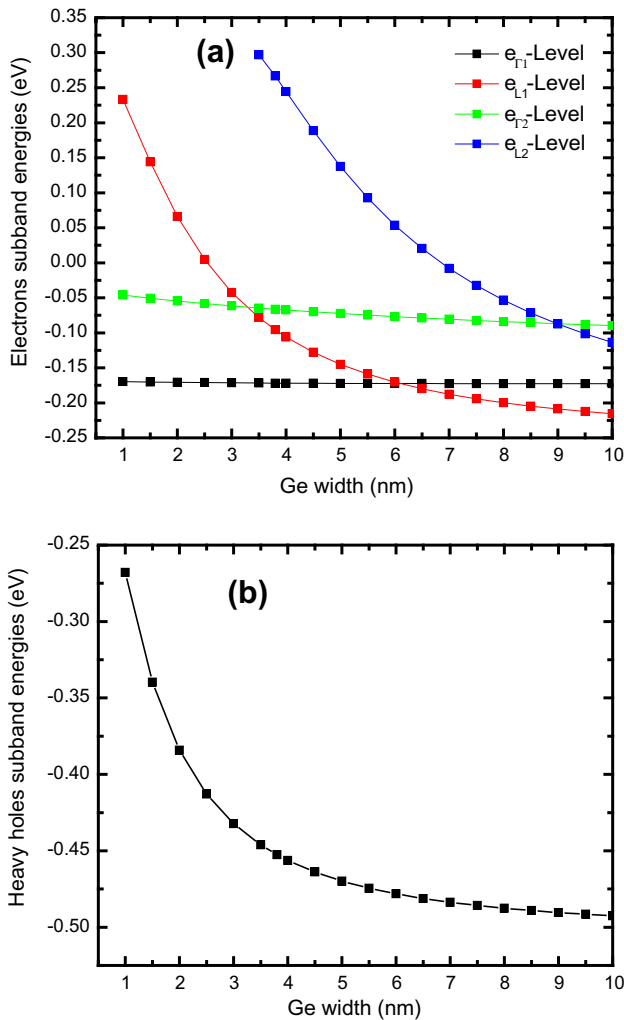 (a)
e_Γ1-Level
e_L1-Level
e_Γ2-Level
e_L2-Level
Electrons subband energies (eV)
0.35
0.30
0.25
0.20
0.15
0.10
0.05
0.00
-0.05
-0.10
-0.15
-0.20
-0.25
1 2 3 4 5 6 7 8 9 10
Ge width (nm)
(b)
Heavy holes subband energies (eV)
-0.25
-0.30
-0.35
-0.40
-0.45
-0.50
1 2 3 4 5 6 7 8 9 10
Ge width (nm)